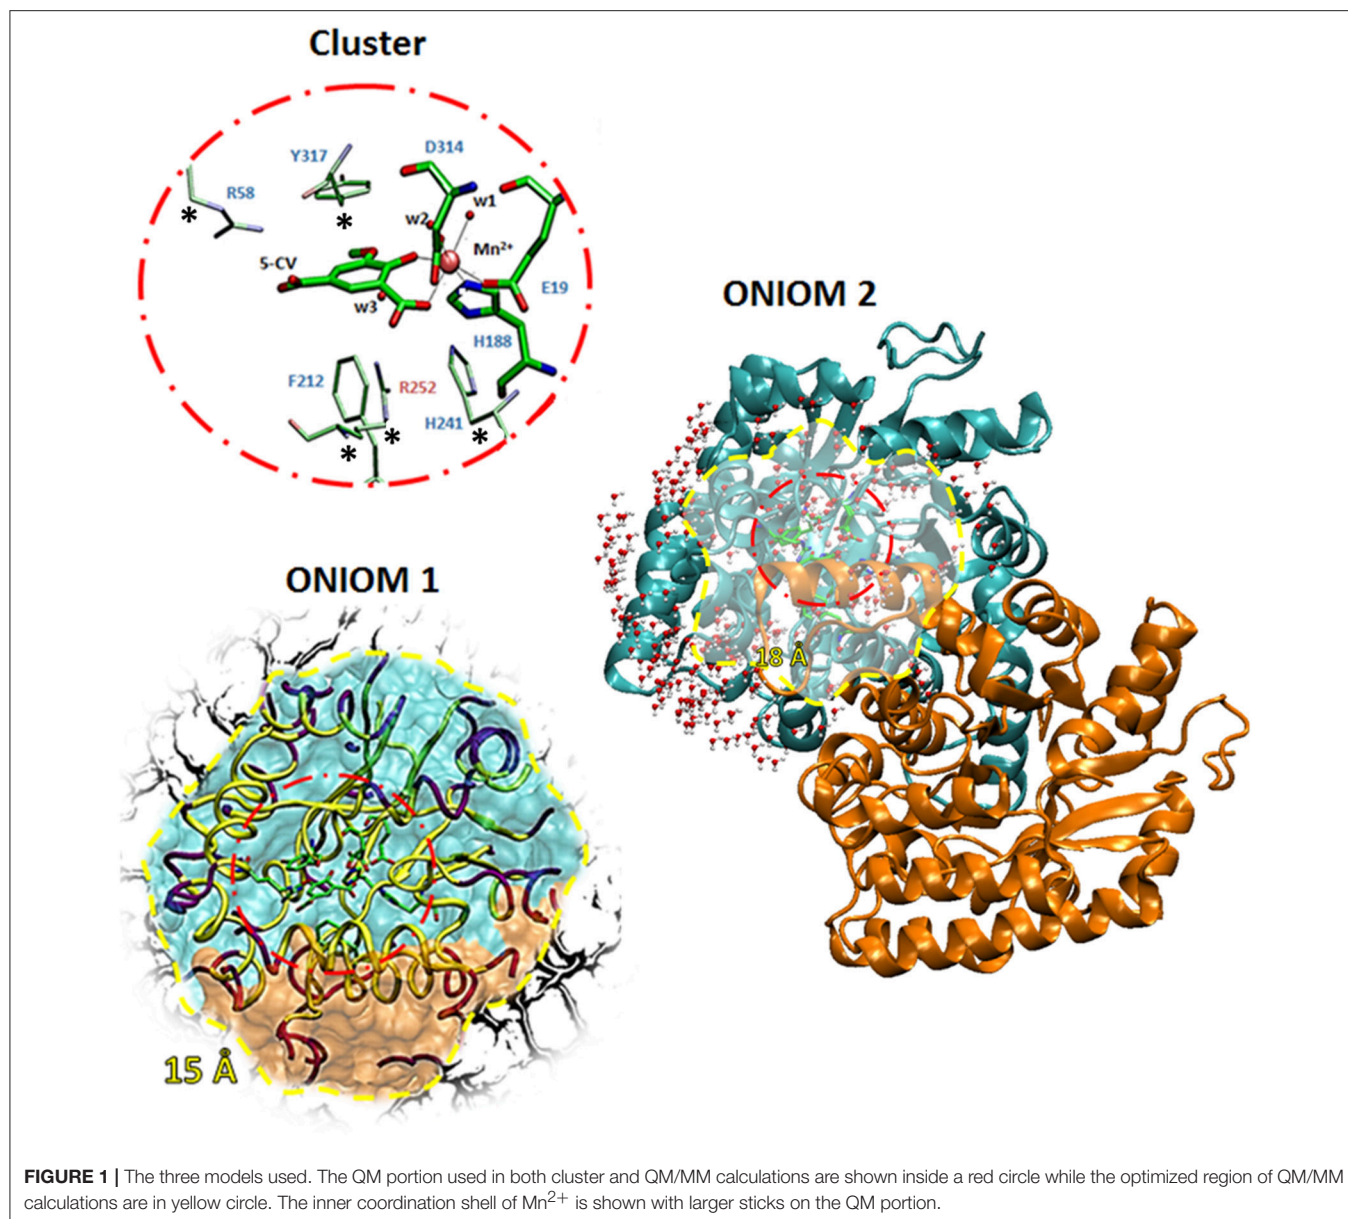 Cluster
Y317
D314
R58
*
*
w1
w2
Mn²⁺
5-CV
w3
E19
H188
F212
R252
H241
*
*
*
ONIOM 2
18 Å
ONIOM 1
15 Å
FIGURE 1 | The three models used. The QM portion used in both cluster and QM/MM calculations are shown inside a red circle while the optimized region of QM/MM
calculations are in yellow circle. The inner coordination shell of Mn²⁺ is shown with larger sticks on the QM portion.